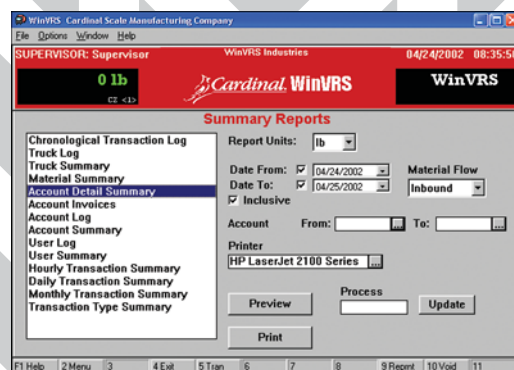 WinVRS Cardinal Scale Manufacturing Company
File Options Window Help
SUPERVISOR: Supervisor WinVRS Industries 04/24/2002 08:35:50
0 lb
CZ <1>
Cardinal. WinVRS
WinVRS
Summary Reports
Chronological Transaction Log
Truck Log
Truck Summary
Material Summary
Account Detail Summary
Account Invoices
Account Log
Account Summary
User Log
User Summary
Hourly Transaction Summary
Daily Transaction Summary
Monthly Transaction Summary
Transaction Type Summary
Report Units: lb
Date From: 04/24/2002
Date To: 04/25/2002
Inclusive
Material Flow
Inbound
Account From: ... To: ...
Printer
HP LaserJet 2100 Series ...
Process
Preview
Update
Print
F1 Help 2 Menu 3 4 Exit 5 Tran 6 7 8 9 Reprnt 10 Void 11